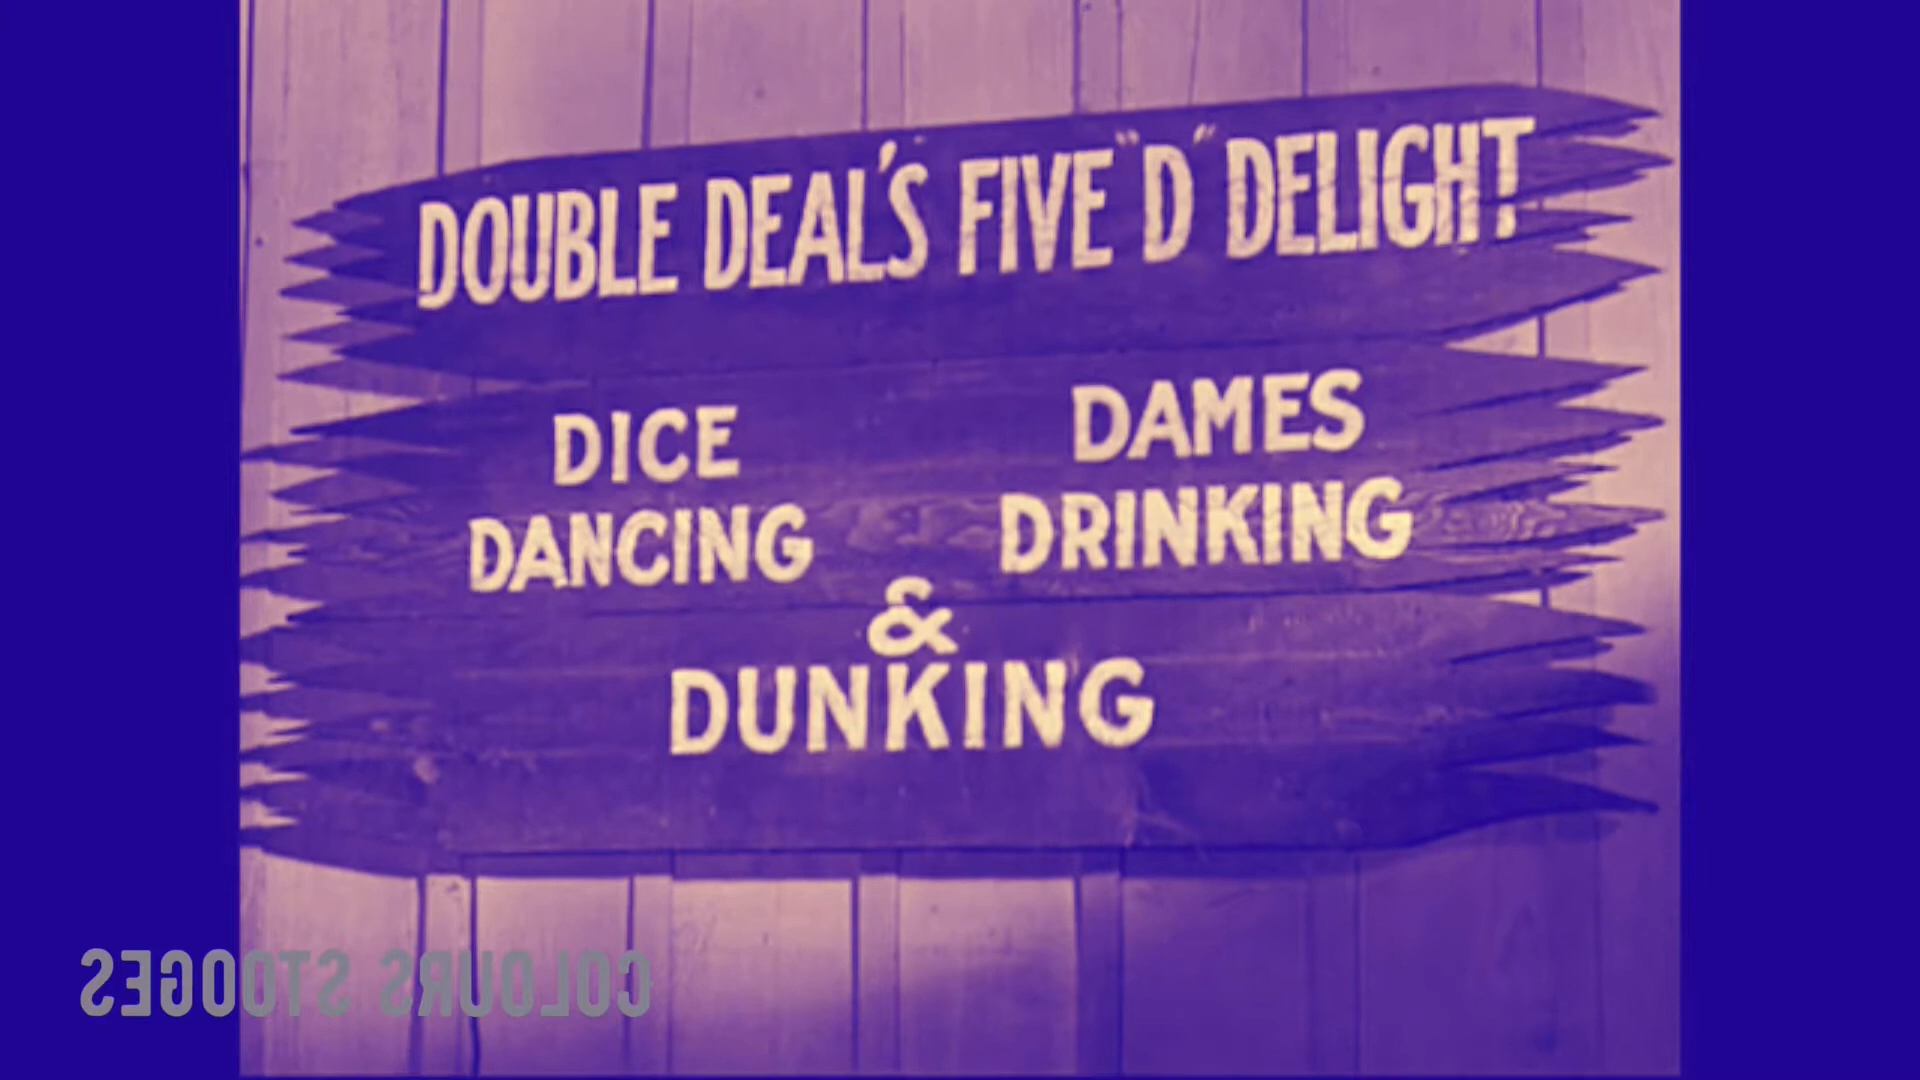 DOUBLE DEAL'S FIVE "D" DELIGHT!
DICE DAMES
DANCING DRINKING
&
DUNKING
COLOURS STOOGES